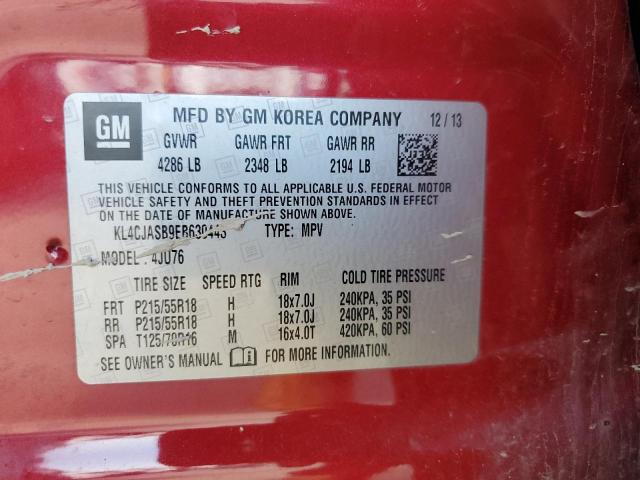 GM MFD BY GM KOREA COMPANY 12 / 13
GVWR GAWR FRT GAWR RR
4286 LB 2348 LB 2194 LB
THIS VEHICLE CONFORMS TO ALL APPLICABLE U.S. FEDERAL MOTOR
VEHICLE SAFETY AND THEFT PREVENTION STANDARDS IN EFFECT
ON THE DATE OF MANUFACTURE SHOWN ABOVE.
TYPE: MPV
MODEL: 4JU76
TIRE SIZE SPEED RTG RIM COLD TIRE PRESSURE
FRT P215/55R18 H 18x7.0J 240KPA, 35 PSI
RR P215/55R18 H 18x7.0J 240KPA, 35 PSI
SPA T125/70R16 M 16x4.0T 420KPA, 60 PSI
SEE OWNER'S MANUAL FOR MORE INFORMATION.